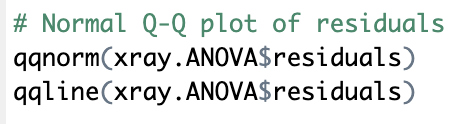 # Normal Q-Q plot of residuals
qqnorm(xray.ANOVA$residuals)
qqline(xray.ANOVA$residuals)